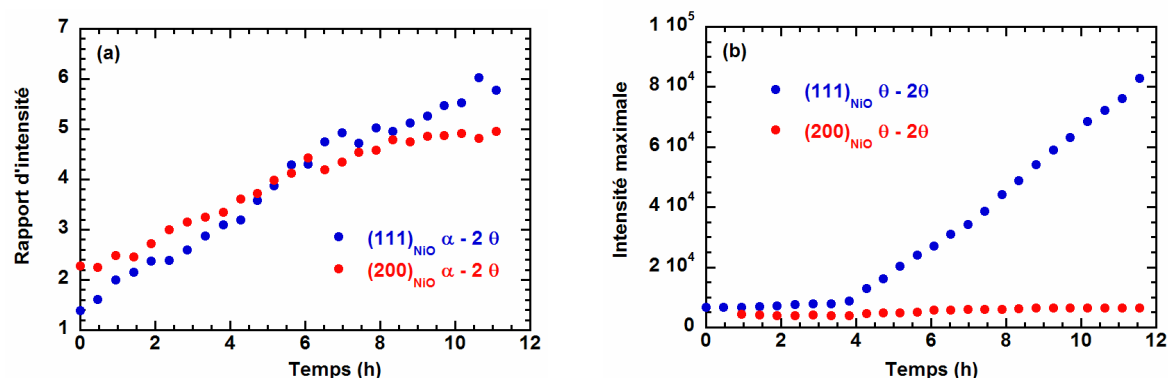 (a)
Rapport d'intensité
7
6
5
4
3
2
1
(111)NiO α - 2 θ
(200)NiO α - 2 θ
0 2 4 6 8 10 12
Temps (h)
(b)
Intensité maximale
1 10⁵
8 10⁴
6 10⁴
4 10⁴
2 10⁴
0
(111)NiO θ - 2θ
(200)NiO θ - 2θ
0 2 4 6 8 10 12
Temps (h)